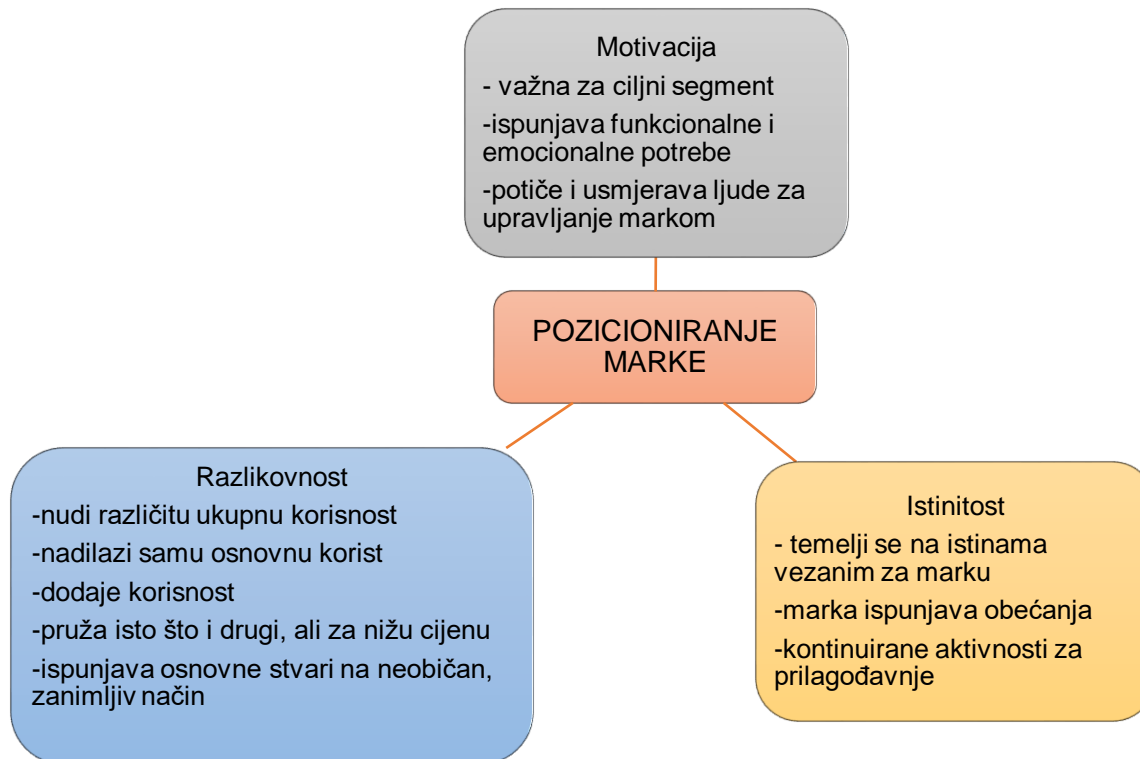 Motivacija
- važna za ciljni segment
-ispunjava funkcionalne i
emocionalne potrebe
-potiče i usmjerava ljude za
upravljanje markom
POZICIONIRANJE
MARKE
Razlikovnost
-nudi različitu ukupnu korisnost
-nadilazi samu osnovnu korist
-dodaje korisnost
-pruža isto što i drugi, ali za nižu cijenu
-ispunjava osnovne stvari na neobičan,
zanimljiv način
Istinitost
- temelji se na istinama
vezanim za marku
-marka ispunjava obećanja
-kontinuirane aktivnosti za
prilagođavnje